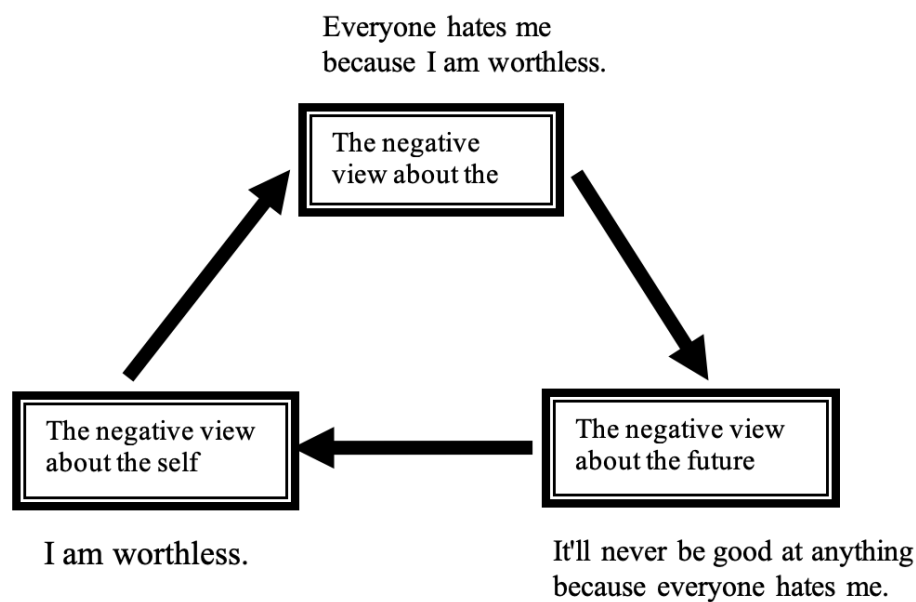 Everyone hates me
because I am worthless.
The negative
view about the
The negative view
about the self
The negative view
about the future
I am worthless.
It'll never be good at anything
because everyone hates me.